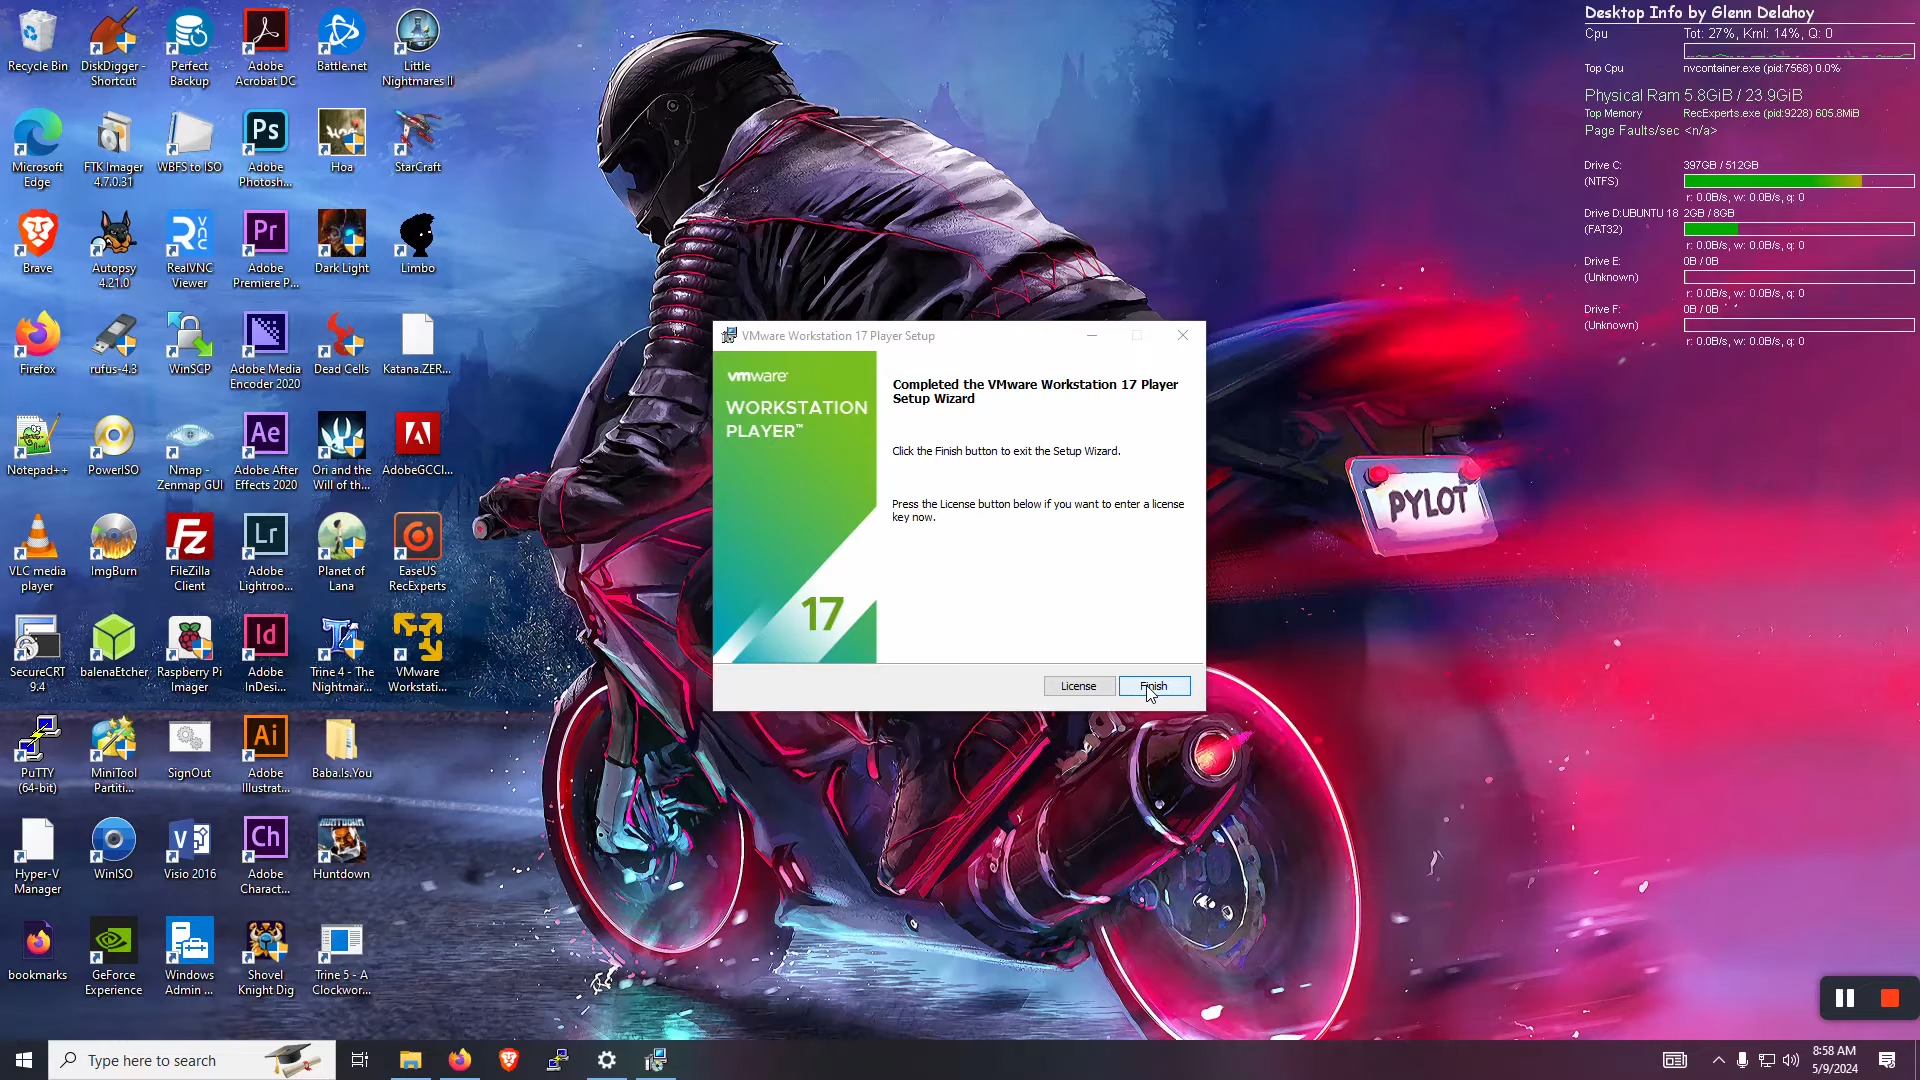 Recycle Bin
DiskDigger -
Shortcut
Perfect
Backup
Adobe
Acrobat DC
Battle.net
Little
Nightmares II
Microsoft
Edge
FTK Imager
4.7.0.31
WBFS to ISO
Ps
Adobe
Photosh...
Hoa
StarCraft
Brave
Autopsy
4.21.0
RealVNC
Viewer
Pr
Adobe
Premiere P...
Dark Light
Limbo
Firefox
rufus-4.3
WinSCP
Adobe Media
Encoder 2020
Dead Cells
Katana.ZER...
Notepad++
PowerISO
Nmap -
Zenmap GUI
Ae
Adobe After
Effects 2020
Ori and the
Will of th...
AdobeGCCl...
VLC media
player
ImgBurn
Fz
FileZilla
Client
Lr
Adobe
Lightroo...
Planet of
Lana
EaseUS
RecExperts
SecureCRT
9.4
balenaEtcher
Raspberry Pi
Imager
Id
Adobe
InDesi...
Trine 4 - The
Nightmar...
VMware
Workstati...
PuTTY
(64-bit)
MiniTool
Partiti...
SignOut
Ai
Adobe
Illustrat...
Baba.Is.You
Hyper-V
Manager
WinISO
Visio 2016
Ch
Adobe
Charact...
HUNTDOWN
Huntdown
bookmarks
GeForce
Experience
Windows
Admin ...
Shovel
Knight Dig
Trine 5 - A
Clockwor...
VMware Workstation 17 Player Setup
vmware
WORKSTATION
PLAYER™
17
Completed the VMware Workstation 17 Player
Setup Wizard
Click the Finish button to exit the Setup Wizard.
Press the License button below if you want to enter a license
key now.
License
Finish
PYLOT
Desktop Info by Glenn Delahoy
Cpu Tot: 27%, Krnl: 14%, Q: 0
Top Cpu nvcontainer.exe (pid:7568) 0.0%
Physical Ram 5.8GiB / 23.9GiB
Top Memory RecExperts.exe (pid:9228) 605.8MiB
Page Faults/sec <n/a>
Drive C: 397GB / 512GB
(NTFS)
r: 0.0B/s, w: 0.0B/s, q: 0
Drive D:UBUNTU 18 2GB / 8GB
(FAT32)
r: 0.0B/s, w: 0.0B/s, q: 0
Drive E: 0B / 0B
(Unknown)
r: 0.0B/s, w: 0.0B/s, q: 0
Drive F: 0B / 0B
(Unknown)
r: 0.0B/s, w: 0.0B/s, q: 0
Type here to search
8:58 AM
5/9/2024